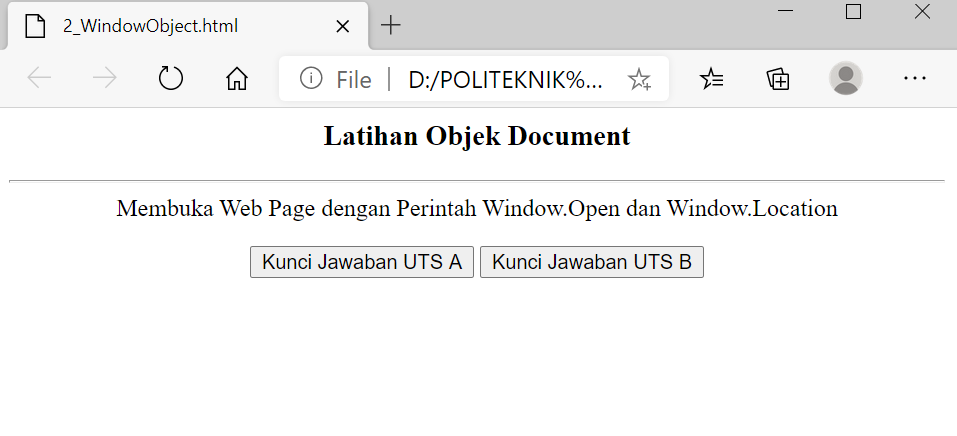 2_WindowObject.html
File D:/POLITEKNIK%...
Latihan Objek Document
Membuka Web Page dengan Perintah Window.Open dan Window.Location
Kunci Jawaban UTS A Kunci Jawaban UTS B